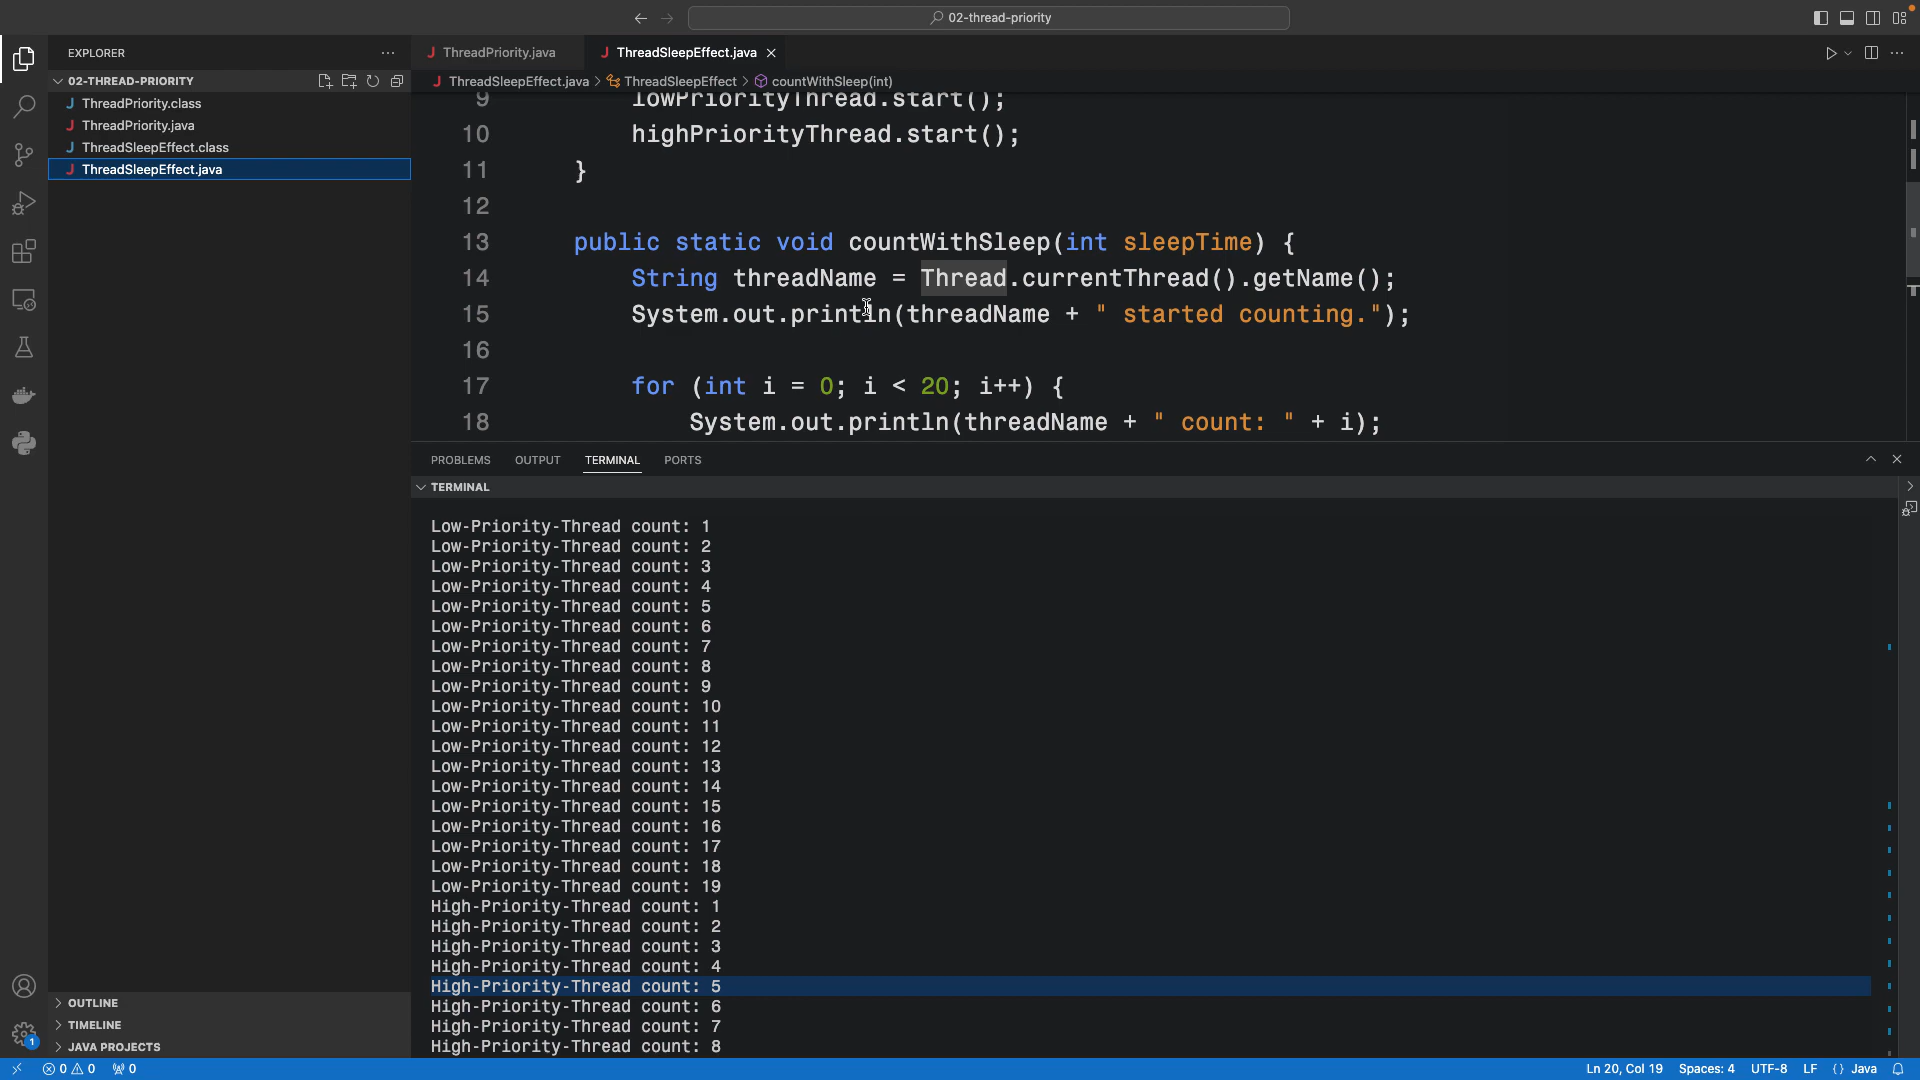 02-thread-priority
EXPLORER
ThreadPriority.java
ThreadSleepEffect.java
02-THREAD-PRIORITY
ThreadSleepEffect.java > ThreadSleepEffect > countWithSleep(int)
ThreadPriority.class
ThreadPriority.java
ThreadSleepEffect.class
ThreadSleepEffect.java
9 lowPriorityThread.start();
10 highPriorityThread.start();
11 }
12
13 public static void countWithSleep(int sleepTime) {
14 String threadName = Thread.currentThread().getName();
15 System.out.println(threadName + " started counting.");
16
17 for (int i = 0; i < 20; i++) {
18 System.out.println(threadName + " count: " + i);
PROBLEMS OUTPUT TERMINAL PORTS
TERMINAL
Low-Priority-Thread count: 1
Low-Priority-Thread count: 2
Low-Priority-Thread count: 3
Low-Priority-Thread count: 4
Low-Priority-Thread count: 5
Low-Priority-Thread count: 6
Low-Priority-Thread count: 7
Low-Priority-Thread count: 8
Low-Priority-Thread count: 9
Low-Priority-Thread count: 10
Low-Priority-Thread count: 11
Low-Priority-Thread count: 12
Low-Priority-Thread count: 13
Low-Priority-Thread count: 14
Low-Priority-Thread count: 15
Low-Priority-Thread count: 16
Low-Priority-Thread count: 17
Low-Priority-Thread count: 18
Low-Priority-Thread count: 19
High-Priority-Thread count: 1
High-Priority-Thread count: 2
High-Priority-Thread count: 3
High-Priority-Thread count: 4
High-Priority-Thread count: 5
High-Priority-Thread count: 6
High-Priority-Thread count: 7
High-Priority-Thread count: 8
OUTLINE
TIMELINE
JAVA PROJECTS
1
0 0 0
Ln 20, Col 19 Spaces: 4 UTF-8 LF {} Java